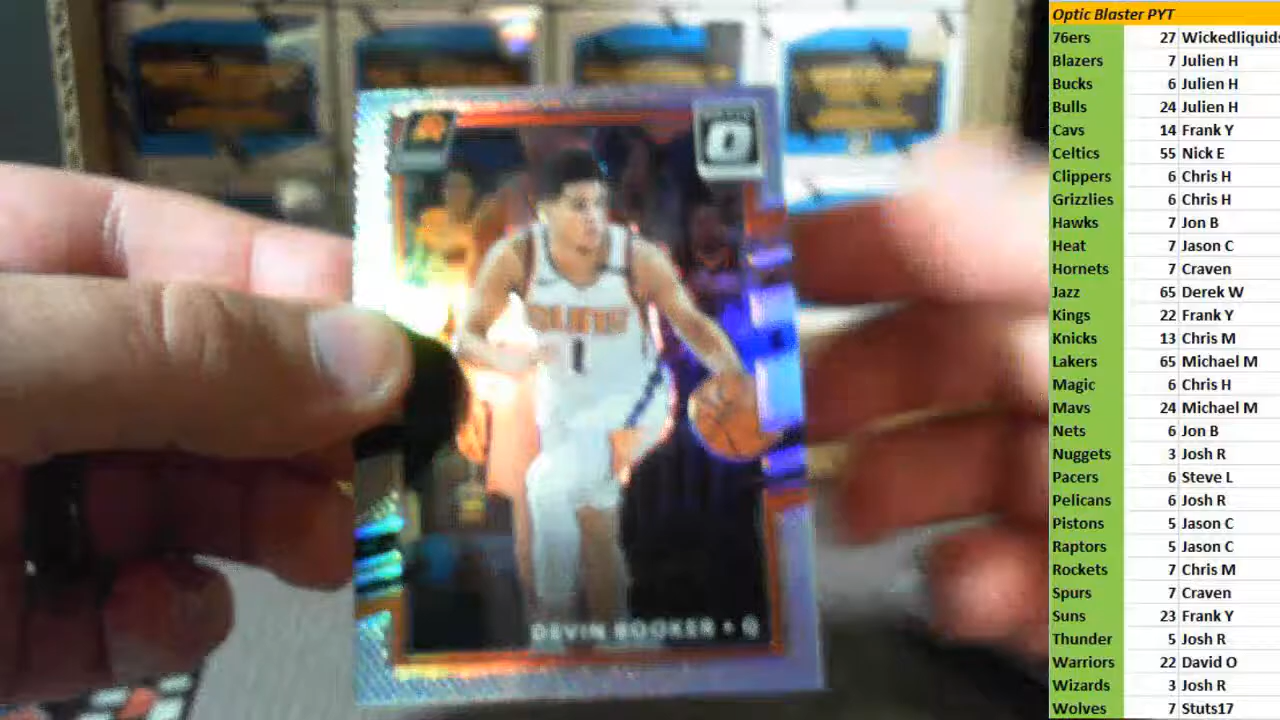 Optic Blaster PYT
76ers 27 Wickedliquids
Blazers 7 Julien H
Bucks 6 Julien H
Bulls 24 Julien H
Cavs 14 Frank Y
Celtics 55 Nick E
Clippers 6 Chris H
Grizzlies 6 Chris H
Hawks 7 Jon B
Heat 7 Jason C
Hornets 7 Craven
Jazz 65 Derek W
Kings 22 Frank Y
Knicks 13 Chris M
Lakers 65 Michael M
Magic 6 Chris H
Mavs 24 Michael M
Nets 6 Jon B
Nuggets 3 Josh R
Pacers 6 Steve L
Pelicans 6 Josh R
Pistons 5 Jason C
Raptors 5 Jason C
Rockets 7 Chris M
Spurs 7 Craven
Suns 23 Frank Y
Thunder 5 Josh R
Warriors 22 David O
Wizards 3 Josh R
Wolves 7 Stuts17
SUNS
1
DEVIN BOOKER • G